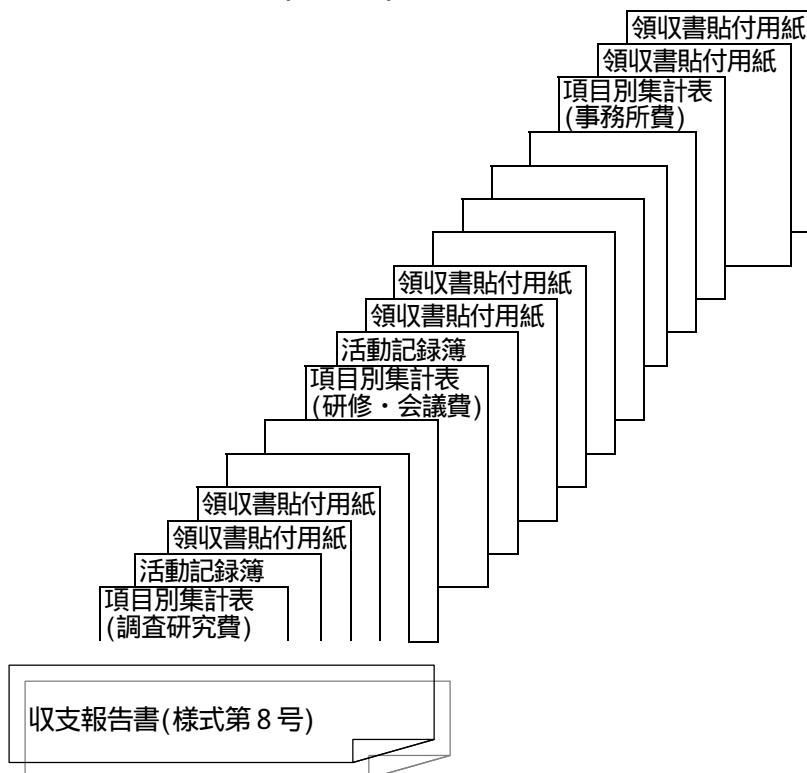 領収書貼付用紙
領収書貼付用紙
項目別集計表
(事務所費)
領収書貼付用紙
領収書貼付用紙
活動記録簿
項目別集計表
(研修・会議費)
領収書貼付用紙
領収書貼付用紙
活動記録簿
項目別集計表
(調査研究費)
収支報告書(様式第8号)